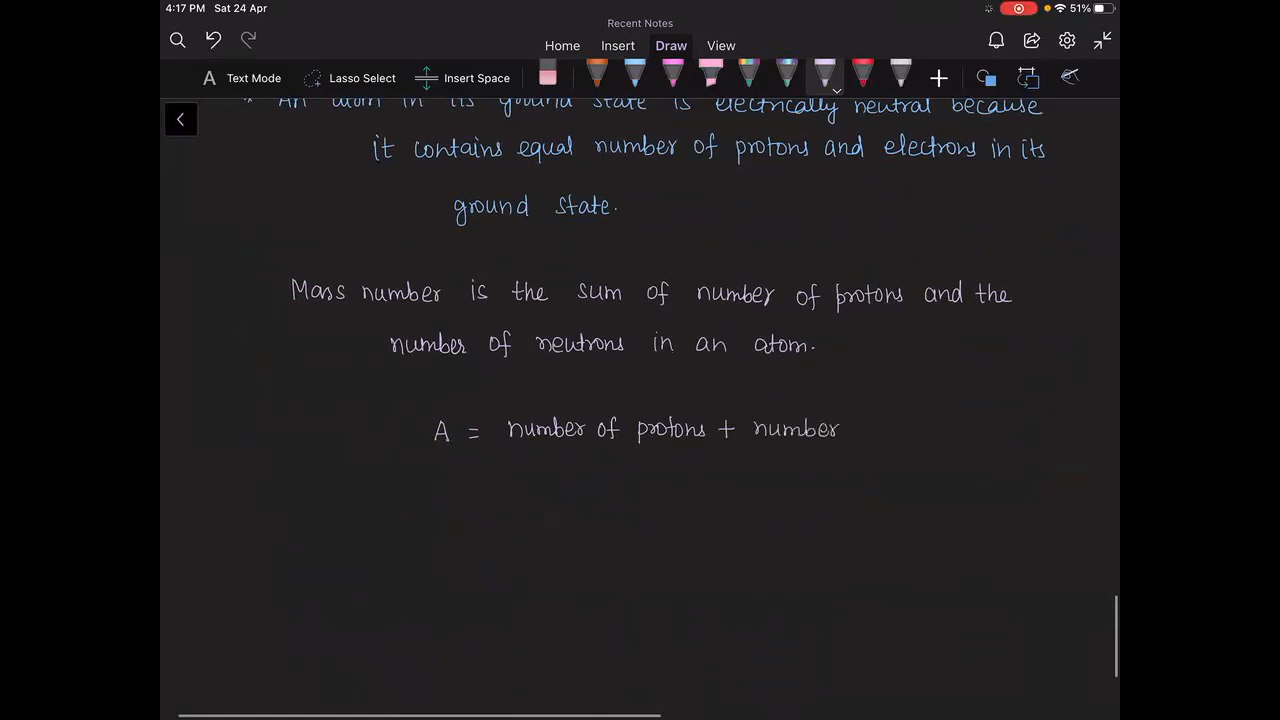 4:17 PM Sat 24 Apr
51%
Recent Notes
Home Insert Draw View
A Text Mode Lasso Select Insert Space
* An atom in its ground state is electrically neutral because
it contains equal number of protons and electrons in its
ground state.
Mass number is the sum of number of protons and the
number of neutrons in an atom.
A = number of protons + number